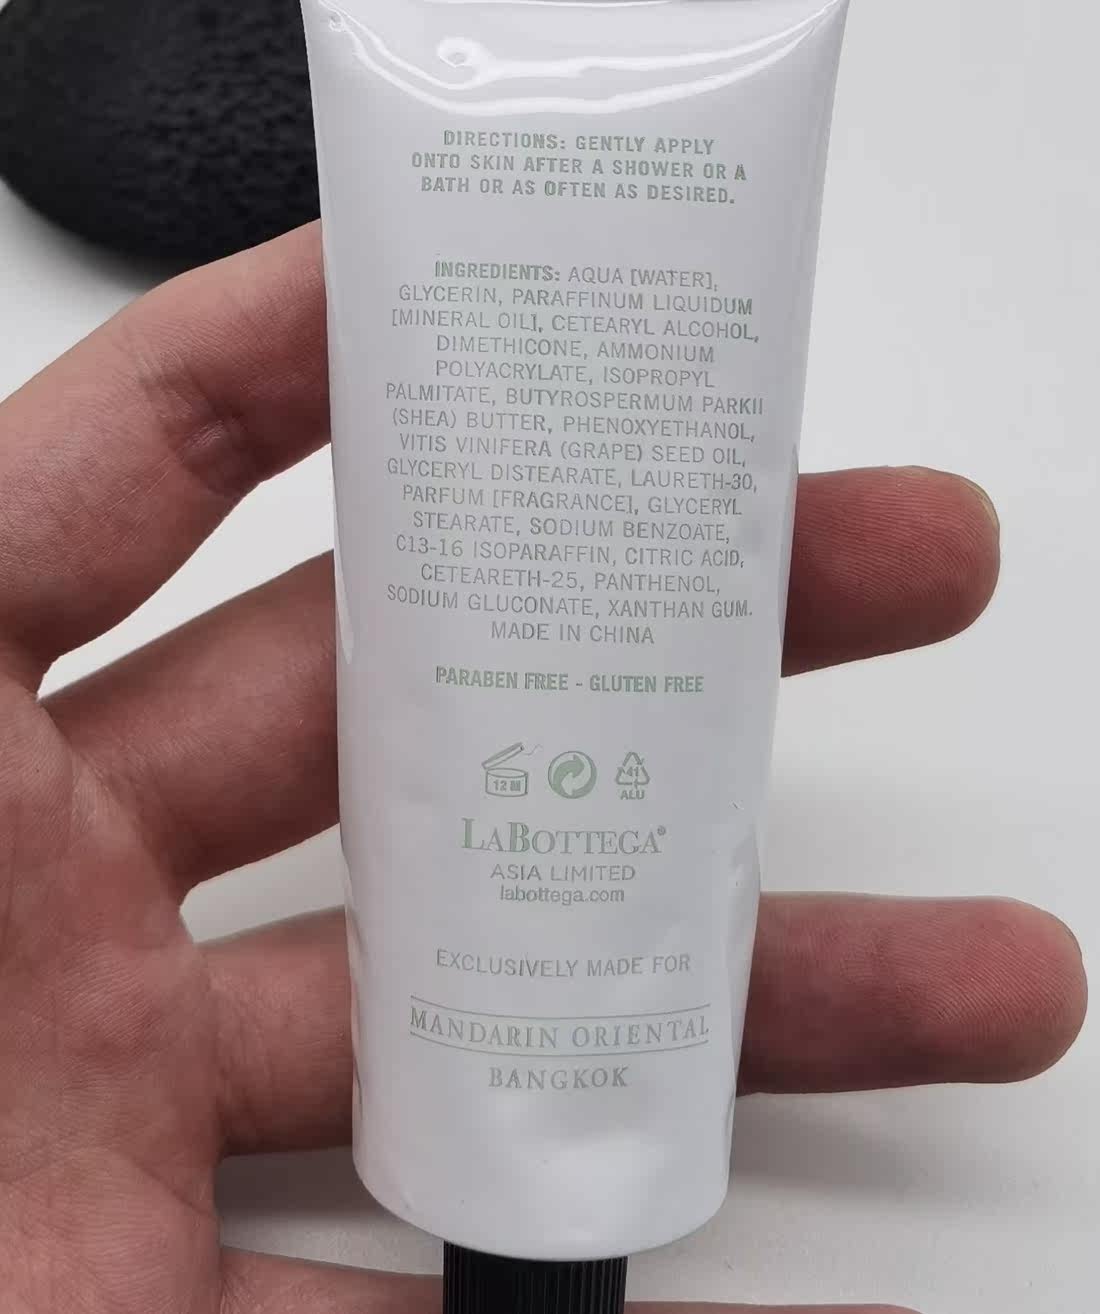 DIRECTIONS: GENTLY APPLY
ONTO SKIN AFTER A SHOWER OR A
BATH OR AS OFTEN AS DESIRED.
INGREDIENTS: AQUA [WATER],
GLYCERIN, PARAFFINUM LIQUIDUM
[MINERAL OIL], CETEARYL ALCOHOL,
DIMETHICONE, AMMONIUM
POLYACRYLATE, ISOPROPYL
PALMITATE, BUTYROSPERMUM PARKII
(SHEA) BUTTER, PHENOXYETHANOL,
VITIS VINIFERA (GRAPE) SEED OIL,
GLYCERYL DISTEARATE, LAURETH-30,
PARFUM [FRAGRANCE], GLYCERYL
STEARATE, SODIUM BENZOATE,
C13-16 ISOPARAFFIN, CITRIC ACID,
CETEARETH-25, PANTHENOL,
SODIUM GLUCONATE, XANTHAN GUM.
MADE IN CHINA
PARABEN FREE - GLUTEN FREE
12 M
41
ALU
LABOTTEGA®
ASIA LIMITED
labottega.com
EXCLUSIVELY MADE FOR
MANDARIN ORIENTAL
BANGKOK